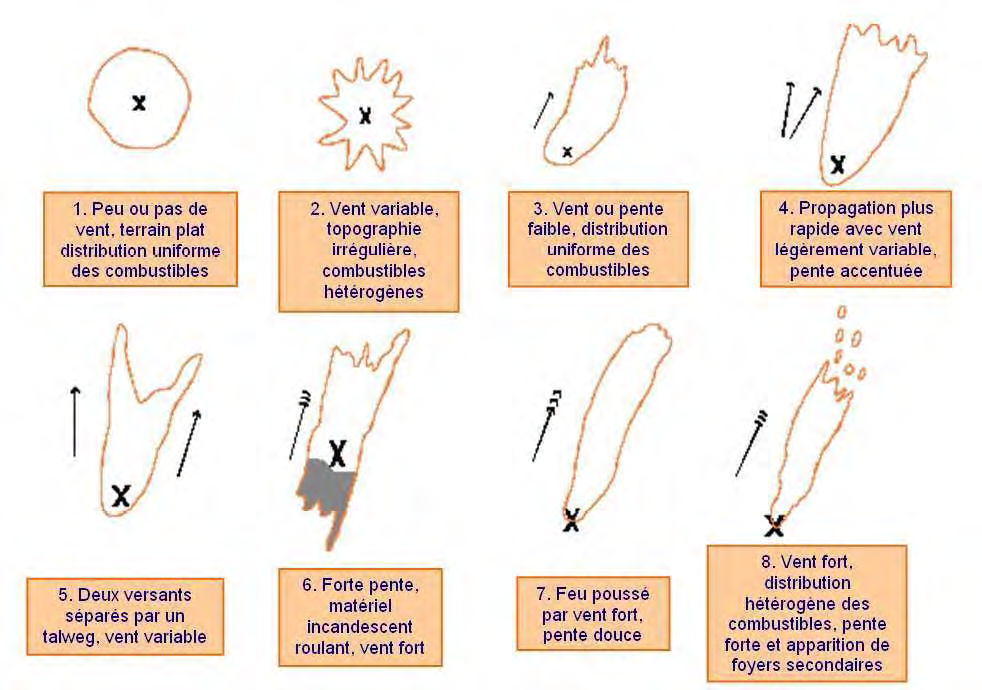 x
x
x
X
1. Peu ou pas de
vent, terrain plat
distribution uniforme
des combustibles
2. Vent variable,
topographie
irrégulière,
combustibles
hétérogènes
3. Vent ou pente
faible, distribution
uniforme des
combustibles
4. Propagation plus
rapide avec vent
légèrement variable,
pente accentuée
X
X
X
X
5. Deux versants
séparés par un
talweg, vent variable
6. Forte pente,
matériel
incandescent
roulant, vent fort
7. Feu poussé
par vent fort,
pente douce
8. Vent fort,
distribution
hétérogène des
combustibles, pente
forte et apparition de
foyers secondaires